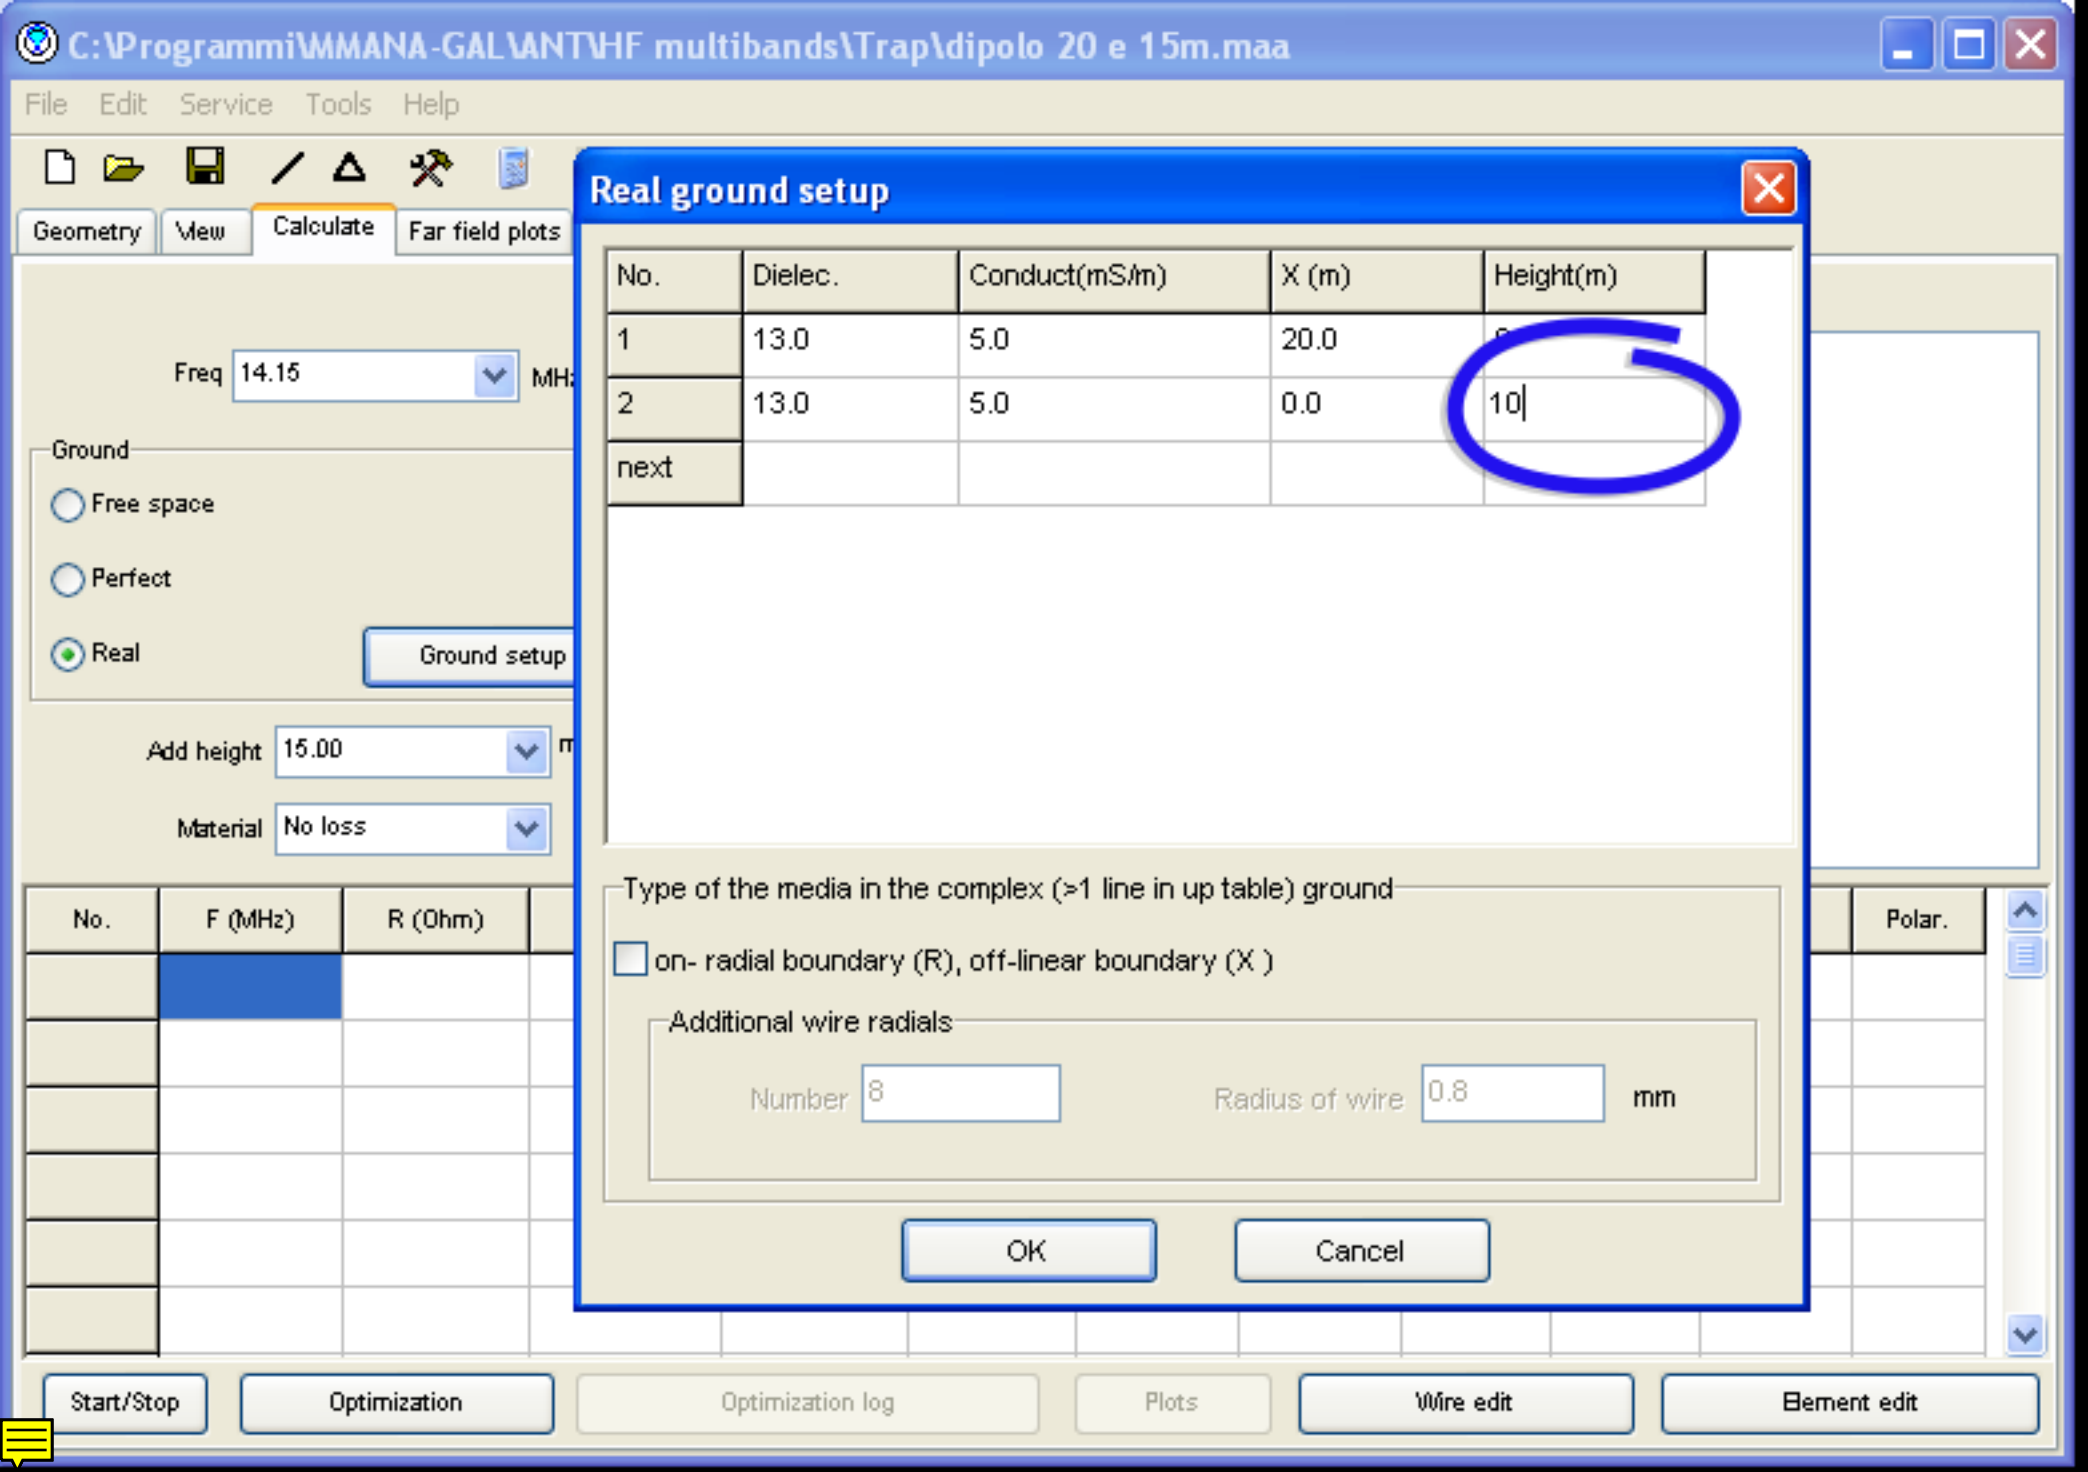 C:\Programmi\MMANA-GAL\ANT\HF multibands\Trap\dipolo 20 e 15m.maa
File Edit Service Tools Help
Geometry View Calculate Far field plots
Freq 14.15
Ground
Free space
Perfect
Real Ground setup
Add height 15.00
Material No loss
No. F (MHz) R (Ohm) Polar.
Real ground setup
No. Dielec. Conduct(mS/m) X (m) Height(m)
1 13.0 5.0 20.0
2 13.0 5.0 0.0 10
next
Type of the media in the complex (>1 line in up table) ground
on- radial boundary (R), off-linear boundary (X )
Additional wire radials
Number 8 Radius of wire 0.8 mm
OK Cancel
Start/Stop Optimization Optimization log Plots Wire edit Element edit